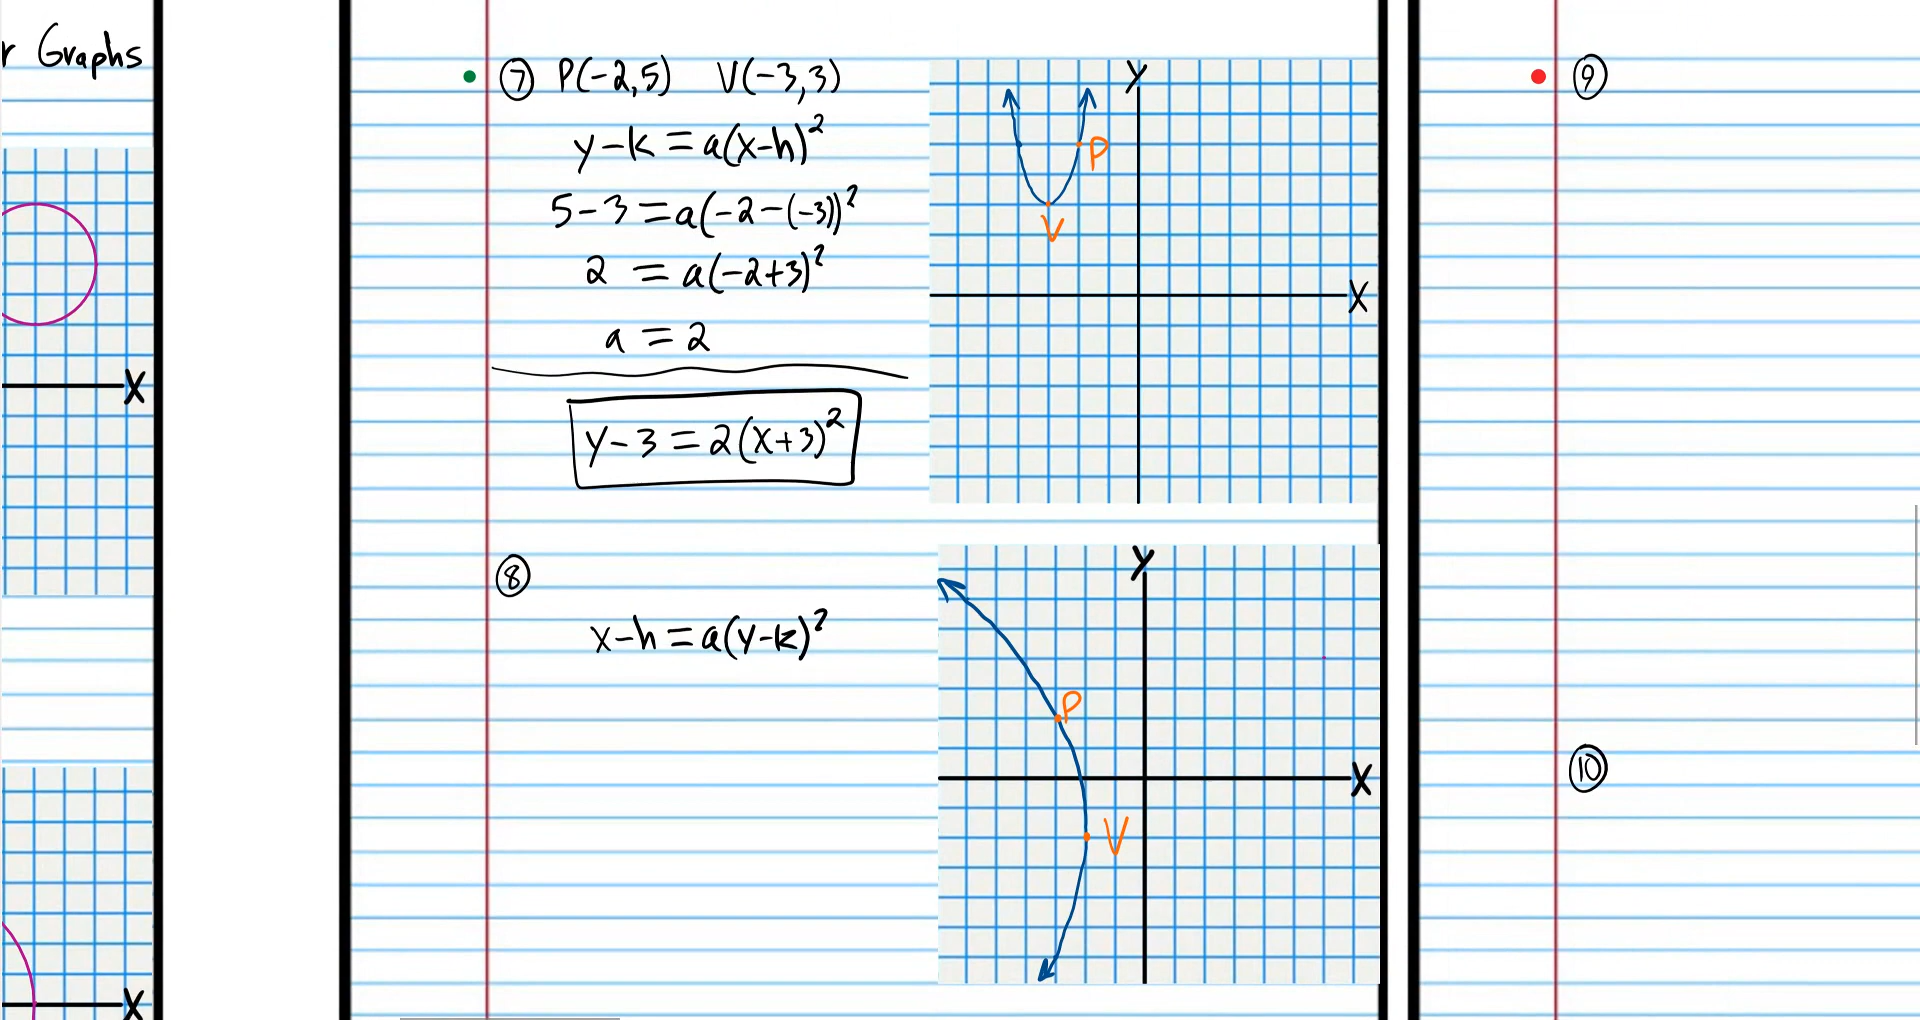 r Graphs
X
X
⑦ P(-2,5) V(-3,3)
y-k = a(x-h)²
5-3 = a(-2-(-3))²
2 = a(-2+3)²
a = 2
y-3 = 2(x+3)²
Y
P
V
X
⑧
x-h = a(y-k)²
Y
P
V
X
⑨
⑩